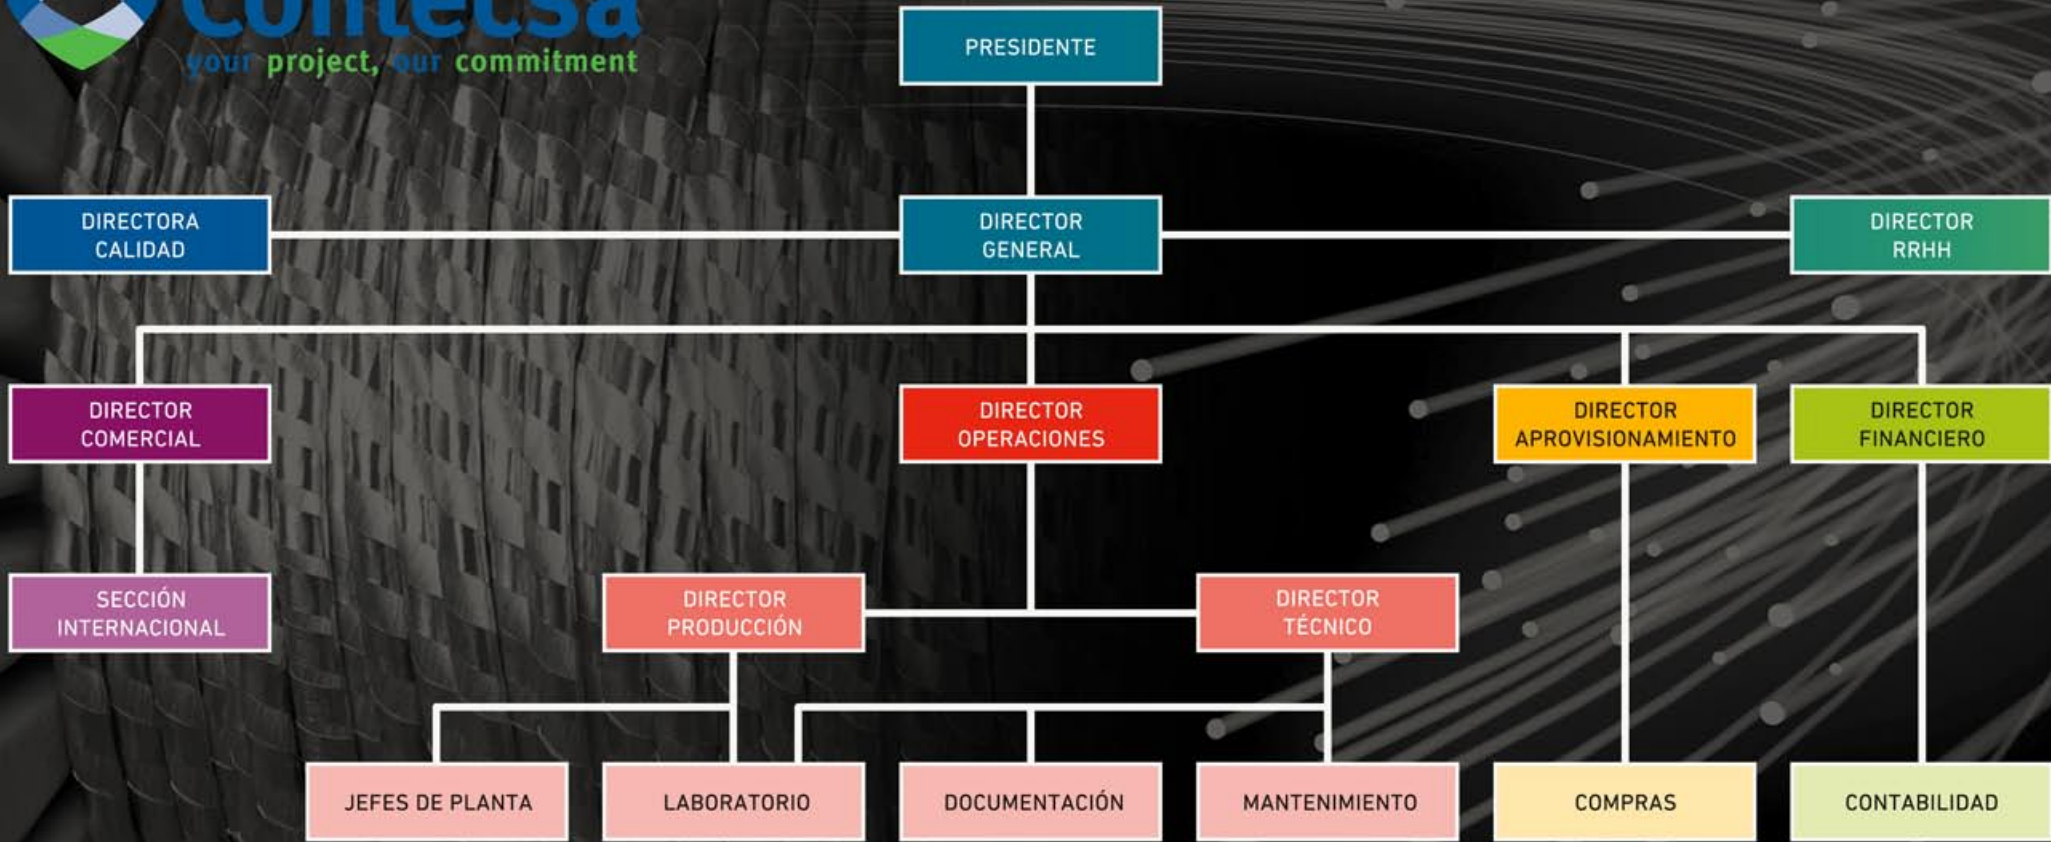 Contecsa
your project, our commitment
PRESIDENTE
DIRECTORA
CALIDAD
DIRECTOR
GENERAL
DIRECTOR
RRHH
DIRECTOR
COMERCIAL
DIRECTOR
OPERACIONES
DIRECTOR
APROVISIONAMIENTO
DIRECTOR
FINANCIERO
SECCIÓN
INTERNACIONAL
DIRECTOR
PRODUCCIÓN
DIRECTOR
TÉCNICO
JEFES DE PLANTA
LABORATORIO
DOCUMENTACIÓN
MANTENIMIENTO
COMPRAS
CONTABILIDAD